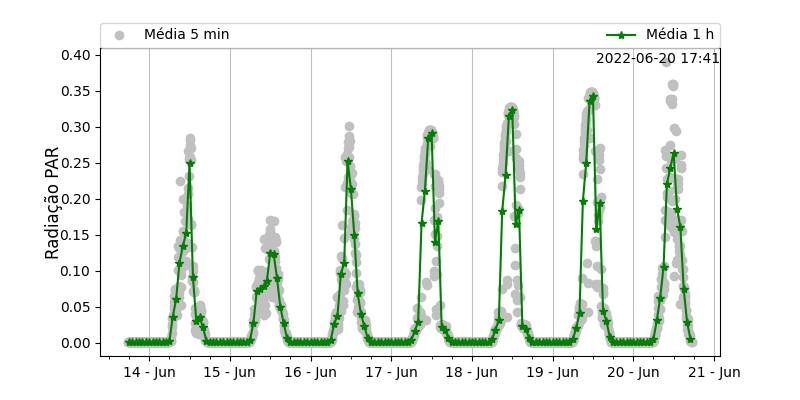 Média 5 min
Média 1 h
2022-06-20 17:41
Radiação PAR
0.40
0.35
0.30
0.25
0.20
0.15
0.10
0.05
0.00
14 - Jun
15 - Jun
16 - Jun
17 - Jun
18 - Jun
19 - Jun
20 - Jun
21 - Jun